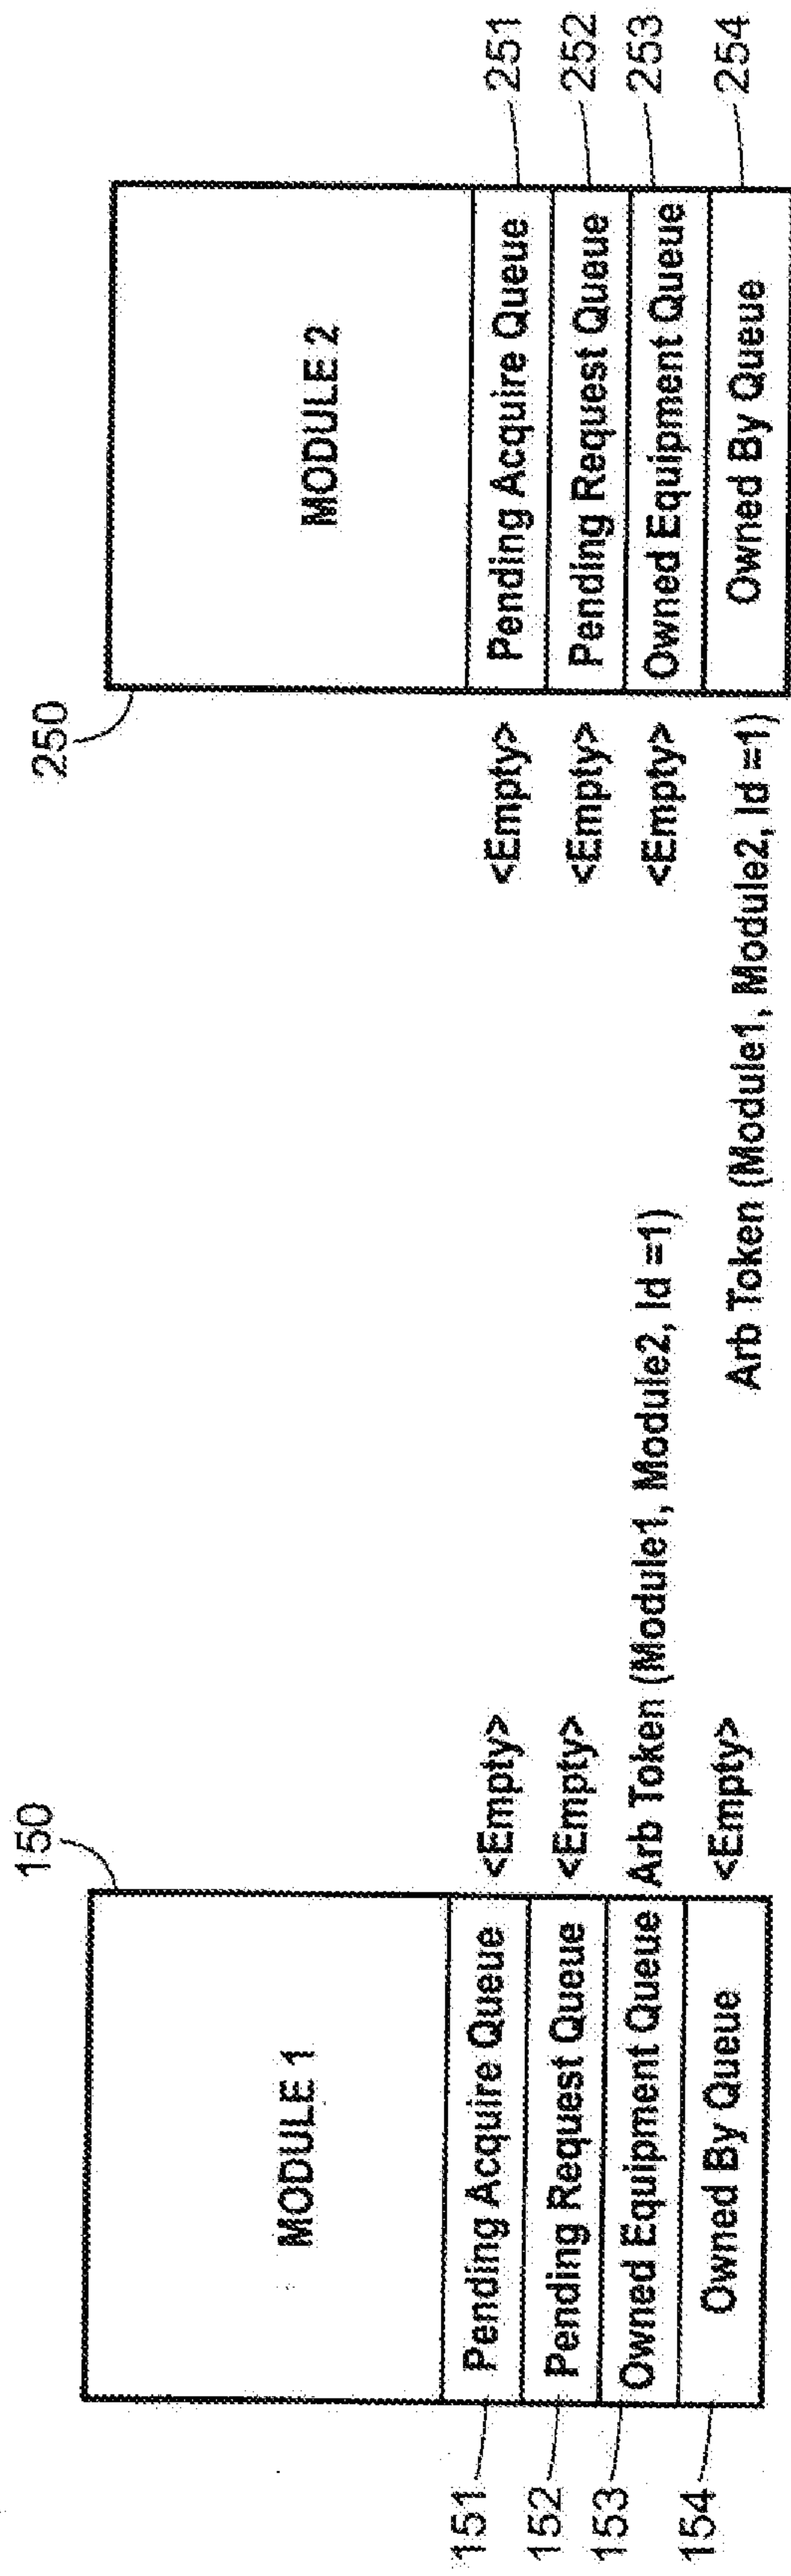 150
MODULE 1
151
Pending Acquire Queue
<Empty>
152
Pending Request Queue
<Empty>
153
Owned Equipment Queue
Arb Token (Module1, Module2, Id =1)
154
Owned By Queue
<Empty>
250
MODULE 2
<Empty>
Pending Acquire Queue
251
<Empty>
Pending Request Queue
252
<Empty>
Owned Equipment Queue
253
Arb Token (Module1, Module2, Id =1)
Owned By Queue
254